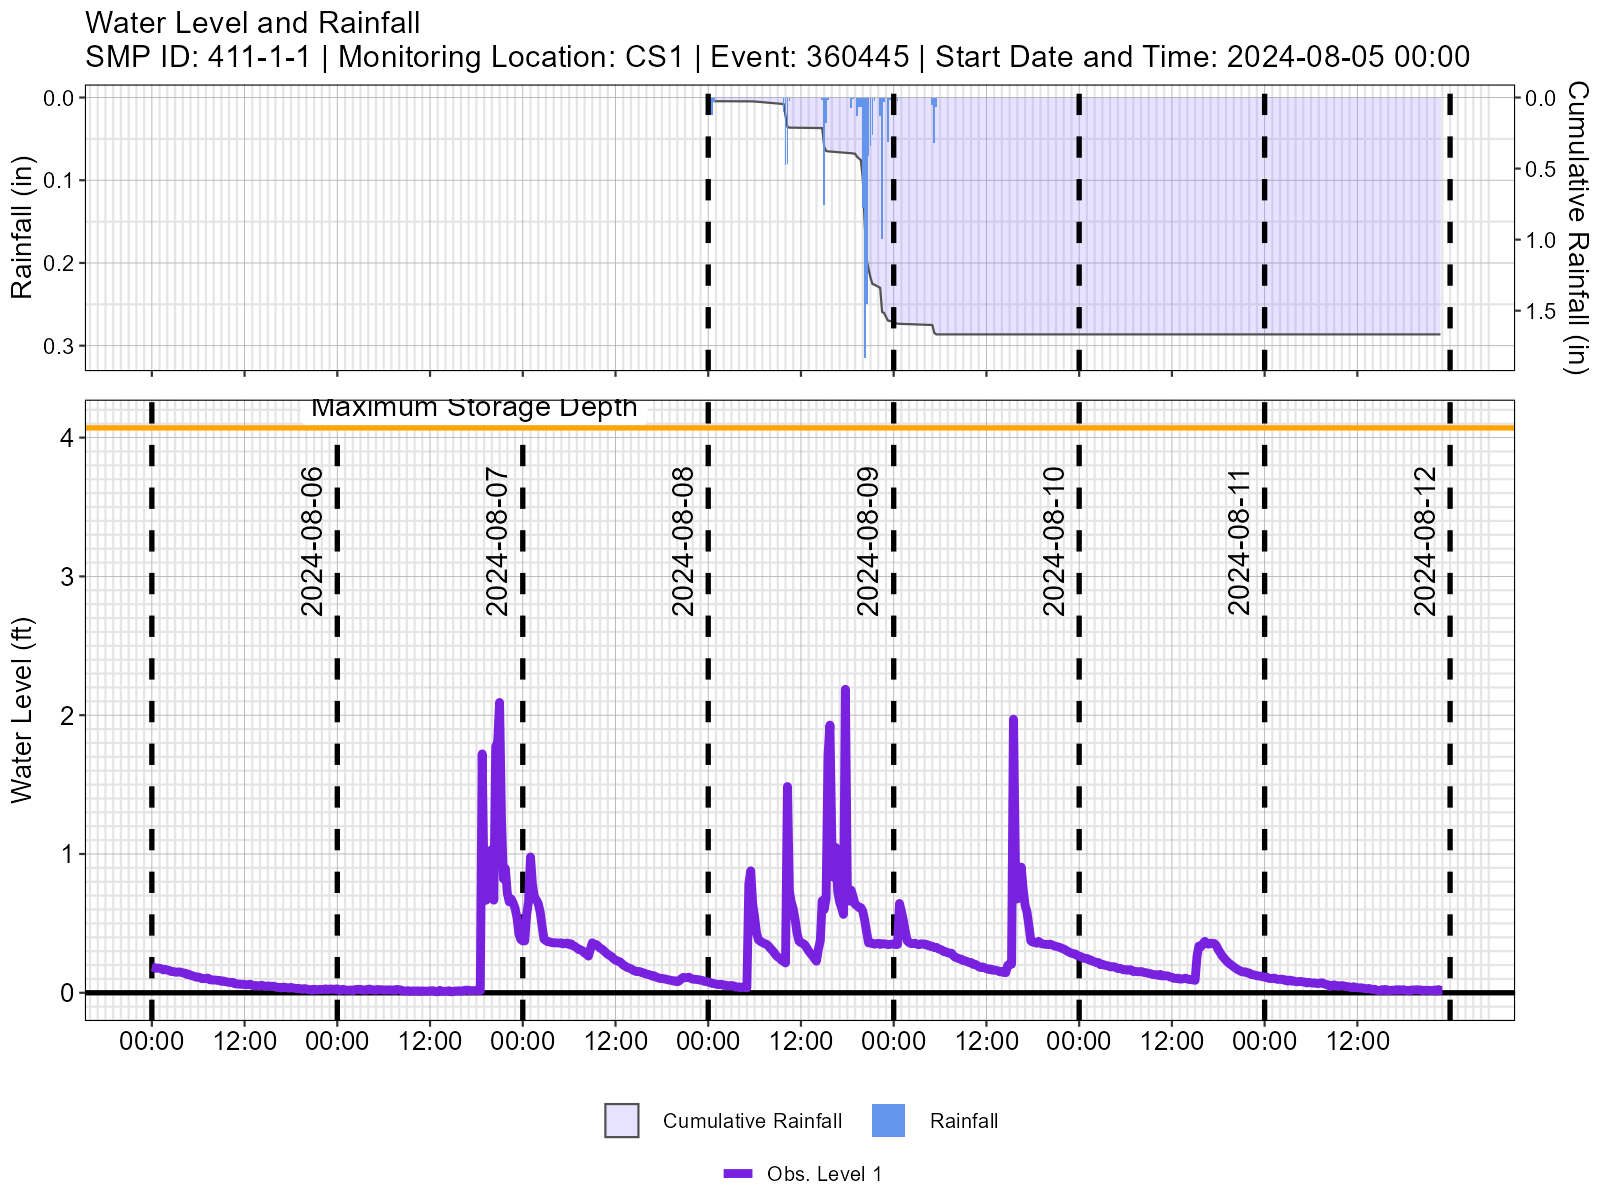 Water Level and Rainfall
SMP ID: 411-1-1 | Monitoring Location: CS1 | Event: 360445 | Start Date and Time: 2024-08-05 00:00
0.0
0.1
0.2
0.3
Rainfall (in)
0.0
0.5
1.0
1.5
Cumulative Rainfall (in)
Maximum Storage Depth
4
3
2
1
0
Water Level (ft)
2024-08-06
2024-08-07
2024-08-08
2024-08-09
2024-08-10
2024-08-11
2024-08-12
00:00 12:00 00:00 12:00 00:00 12:00 00:00 12:00 00:00 12:00 00:00 12:00 00:00 12:00
Cumulative Rainfall Rainfall
Obs. Level 1